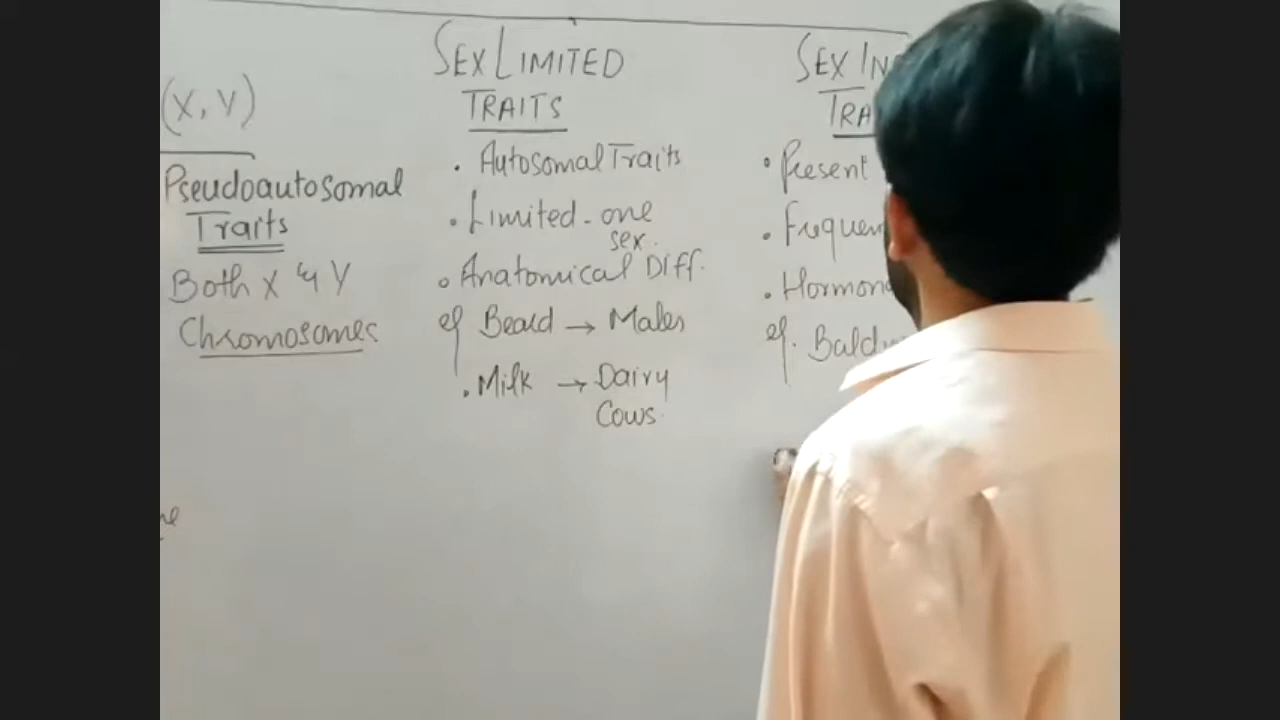 (X, Y)
Pseudoautosomal
Traits
Both X & Y
Chromosomes
SEX LIMITED
TRAITS
• Autosomal Traits
• Limited - one
sex.
• Anatomical Diff.
eg Beard → Males
• Milk → Dairy
Cows.
SEX IN
TRA
• Present
• Frequen
• Hormon
eg. Bald